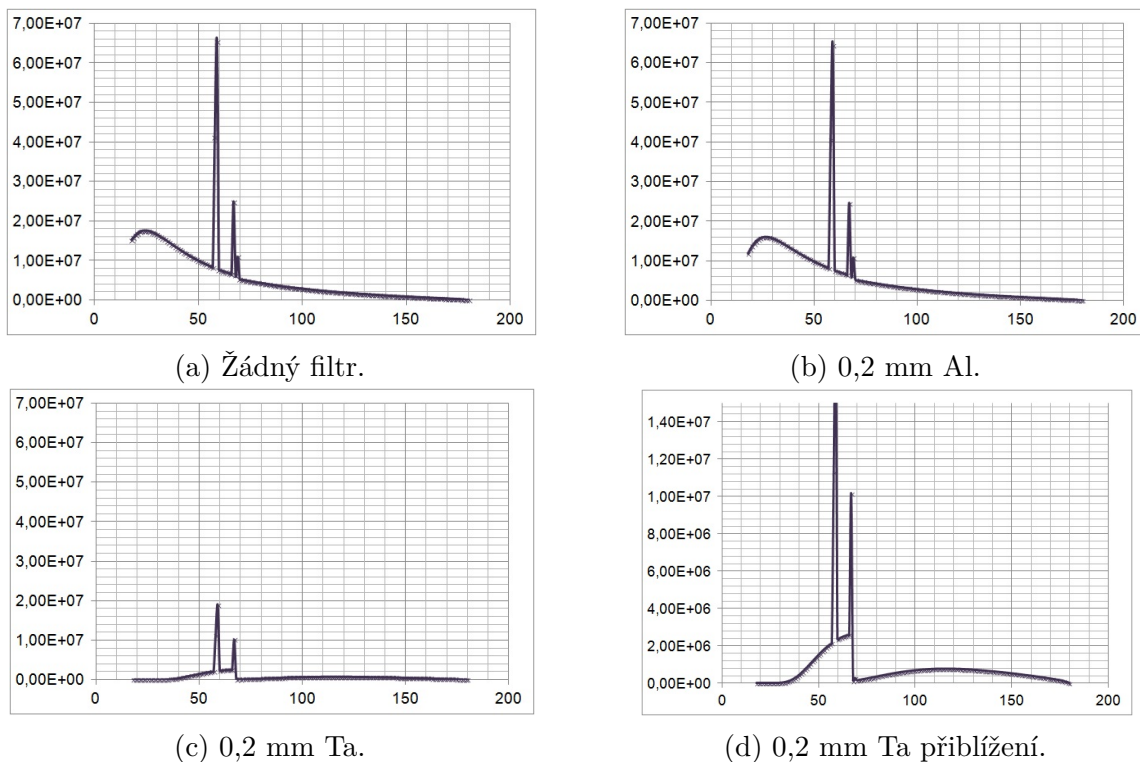 7,00E+07
6,00E+07
5,00E+07
4,00E+07
3,00E+07
2,00E+07
1,00E+07
0,00E+00
0 50 100 150 200
(a) Žádný filtr.
7,00E+07
6,00E+07
5,00E+07
4,00E+07
3,00E+07
2,00E+07
1,00E+07
0,00E+00
0 50 100 150 200
(b) 0,2 mm Al.
7,00E+07
6,00E+07
5,00E+07
4,00E+07
3,00E+07
2,00E+07
1,00E+07
0,00E+00
0 50 100 150 200
(c) 0,2 mm Ta.
1,40E+07
1,20E+07
1,00E+07
8,00E+06
6,00E+06
4,00E+06
2,00E+06
0,00E+00
0 50 100 150 200
(d) 0,2 mm Ta přiblížení.